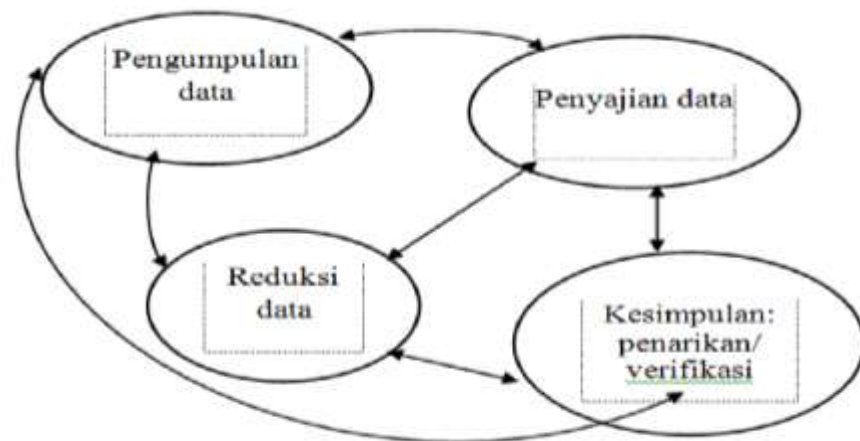 Pengumpulan
data
Penyajian data
Reduksi
data
Kesimpulan:
penarikan/
verifikasi